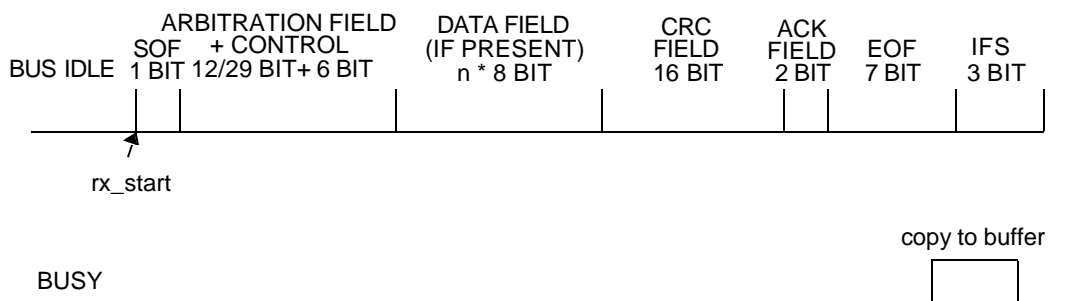 BUS IDLE
SOF
1 BIT
ARBITRATION FIELD
+ CONTROL
12/29 BIT+ 6 BIT
DATA FIELD
(IF PRESENT)
n * 8 BIT
CRC
FIELD
16 BIT
ACK
FIELD
2 BIT
EOF
7 BIT
IFS
3 BIT
rx_start
copy to buffer
BUSY